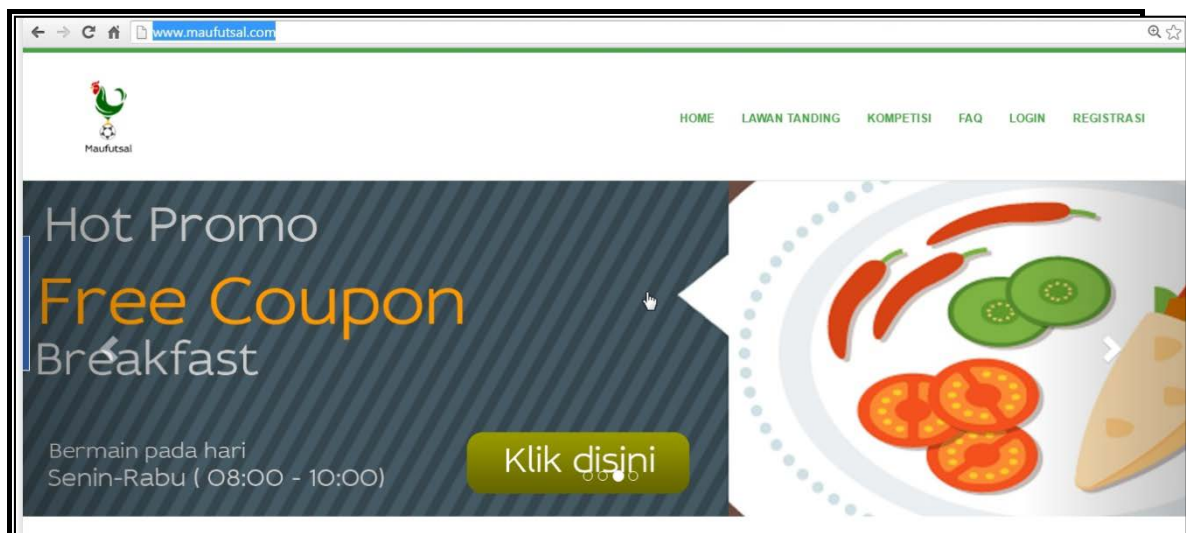 www.maufutsal.com
Maufutsal
HOME LAWAN TANDING KOMPETISI FAQ LOGIN REGISTRASI
Hot Promo
Free Coupon
Breakfast
Bermain pada hari
Senin-Rabu ( 08:00 - 10:00)
Klik disini